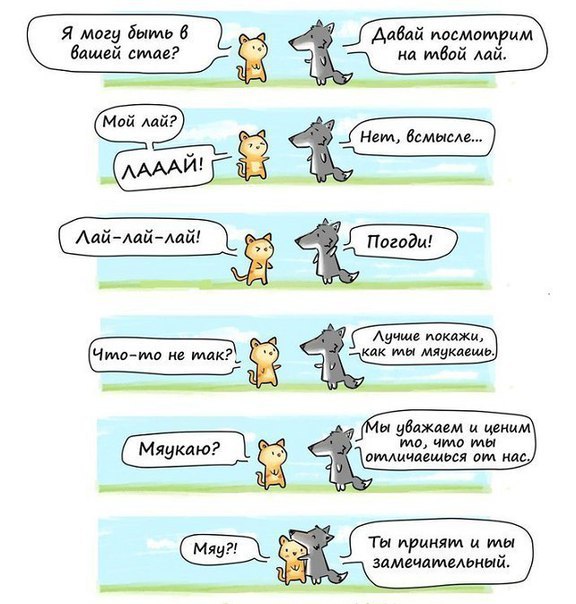 Я могу быть в
вашей стае?
Давай посмотрим
на твой лай.
Мой лай?
ЛАААЙ!
Нет, всмысле...
Лай-лай-лай!
Погоди!
Что-то не так?
Лучше покажи,
как ты мяукаешь.
Мяукаю?
Мы уважаем и ценим
то, что ты
отличаешься от нас.
Мяу?!
Ты принят и ты
замечательный.